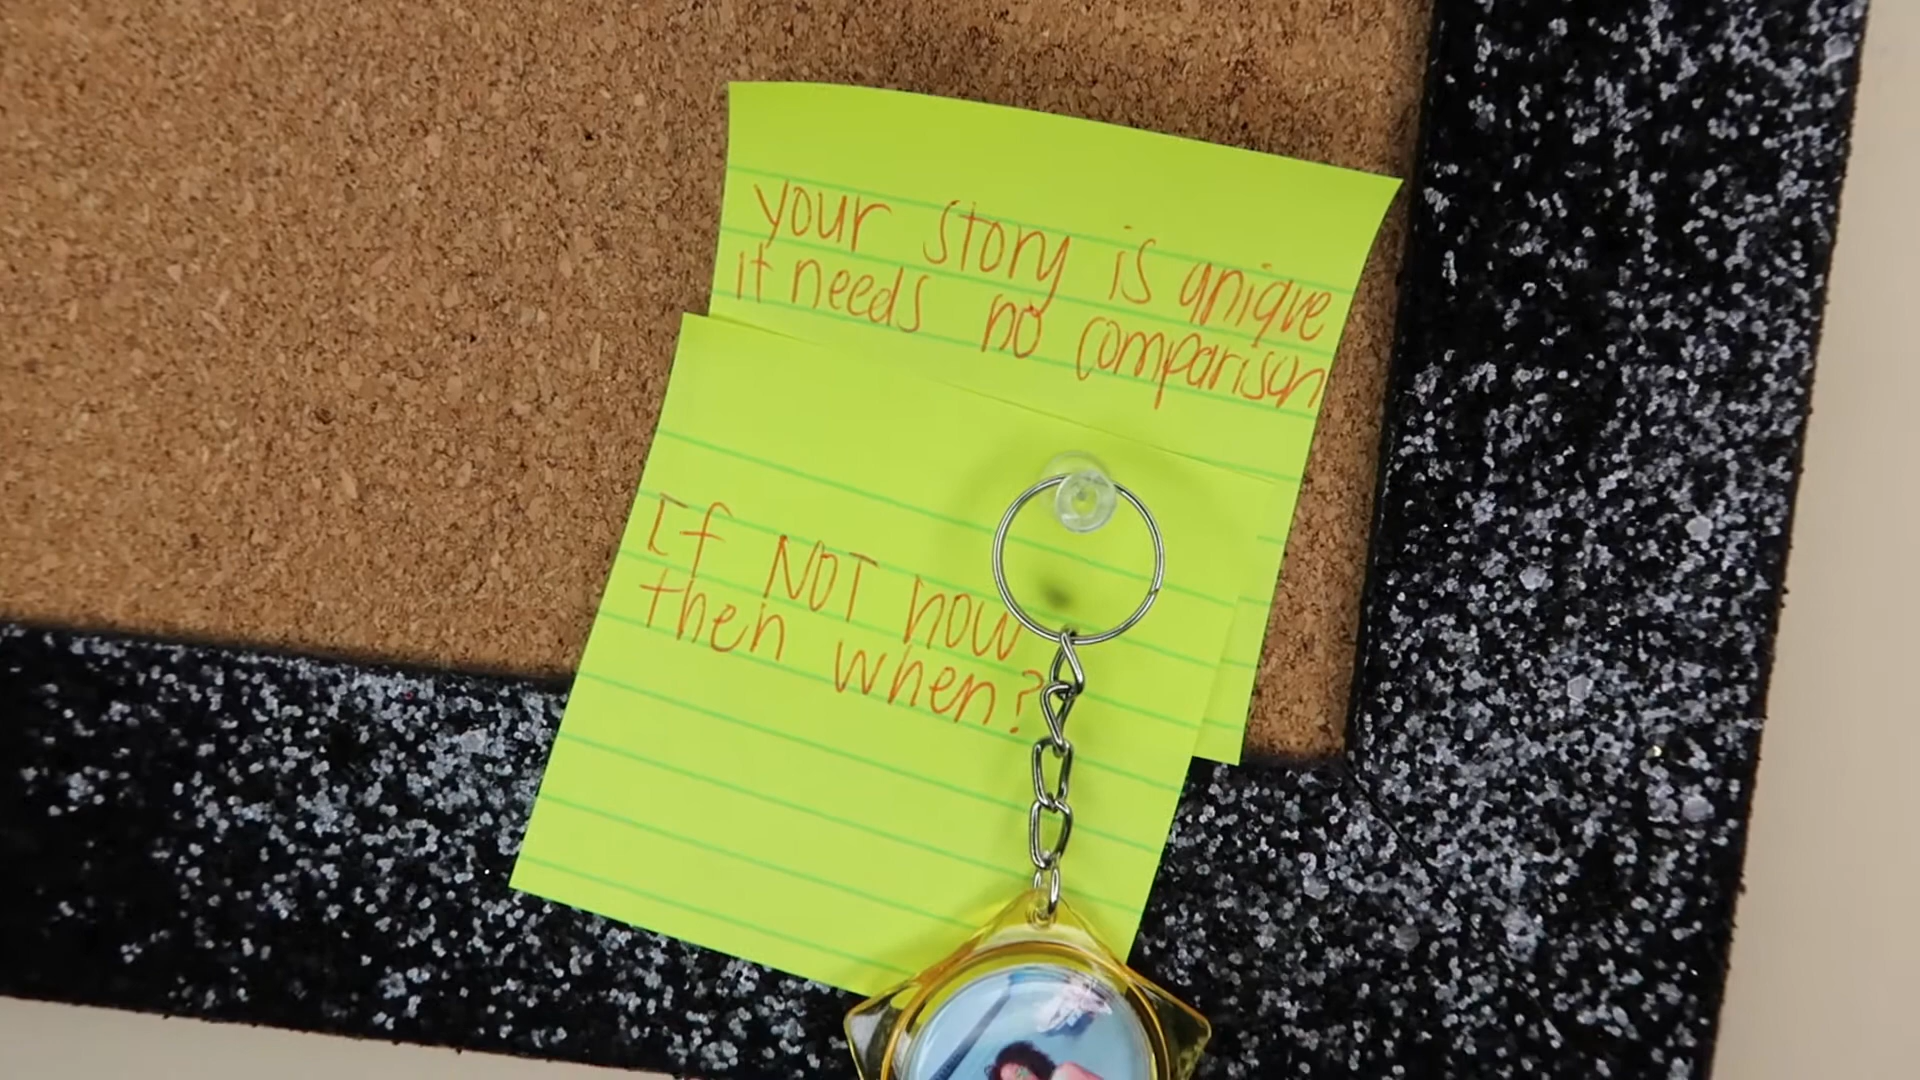 your story is unique
it needs no comparison
If NOT now
then when?